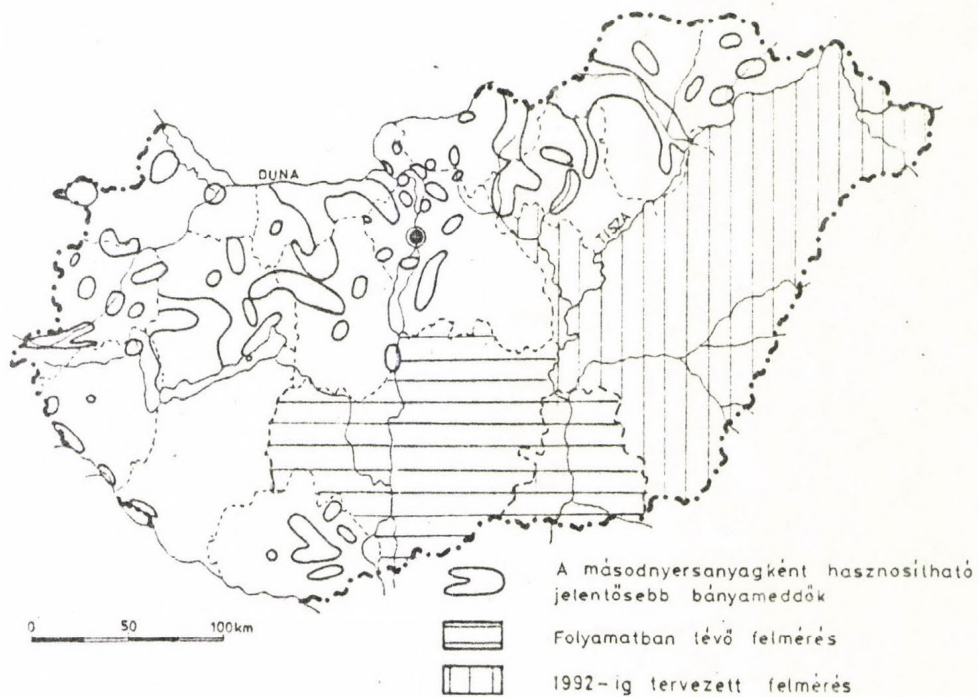 DUNA
TISZA
A másodnyersanyagként hasznosítható
jelentősebb bányameddők
0 50 100km
Folyamatban lévő felmérés
1992-ig tervezett felmérés